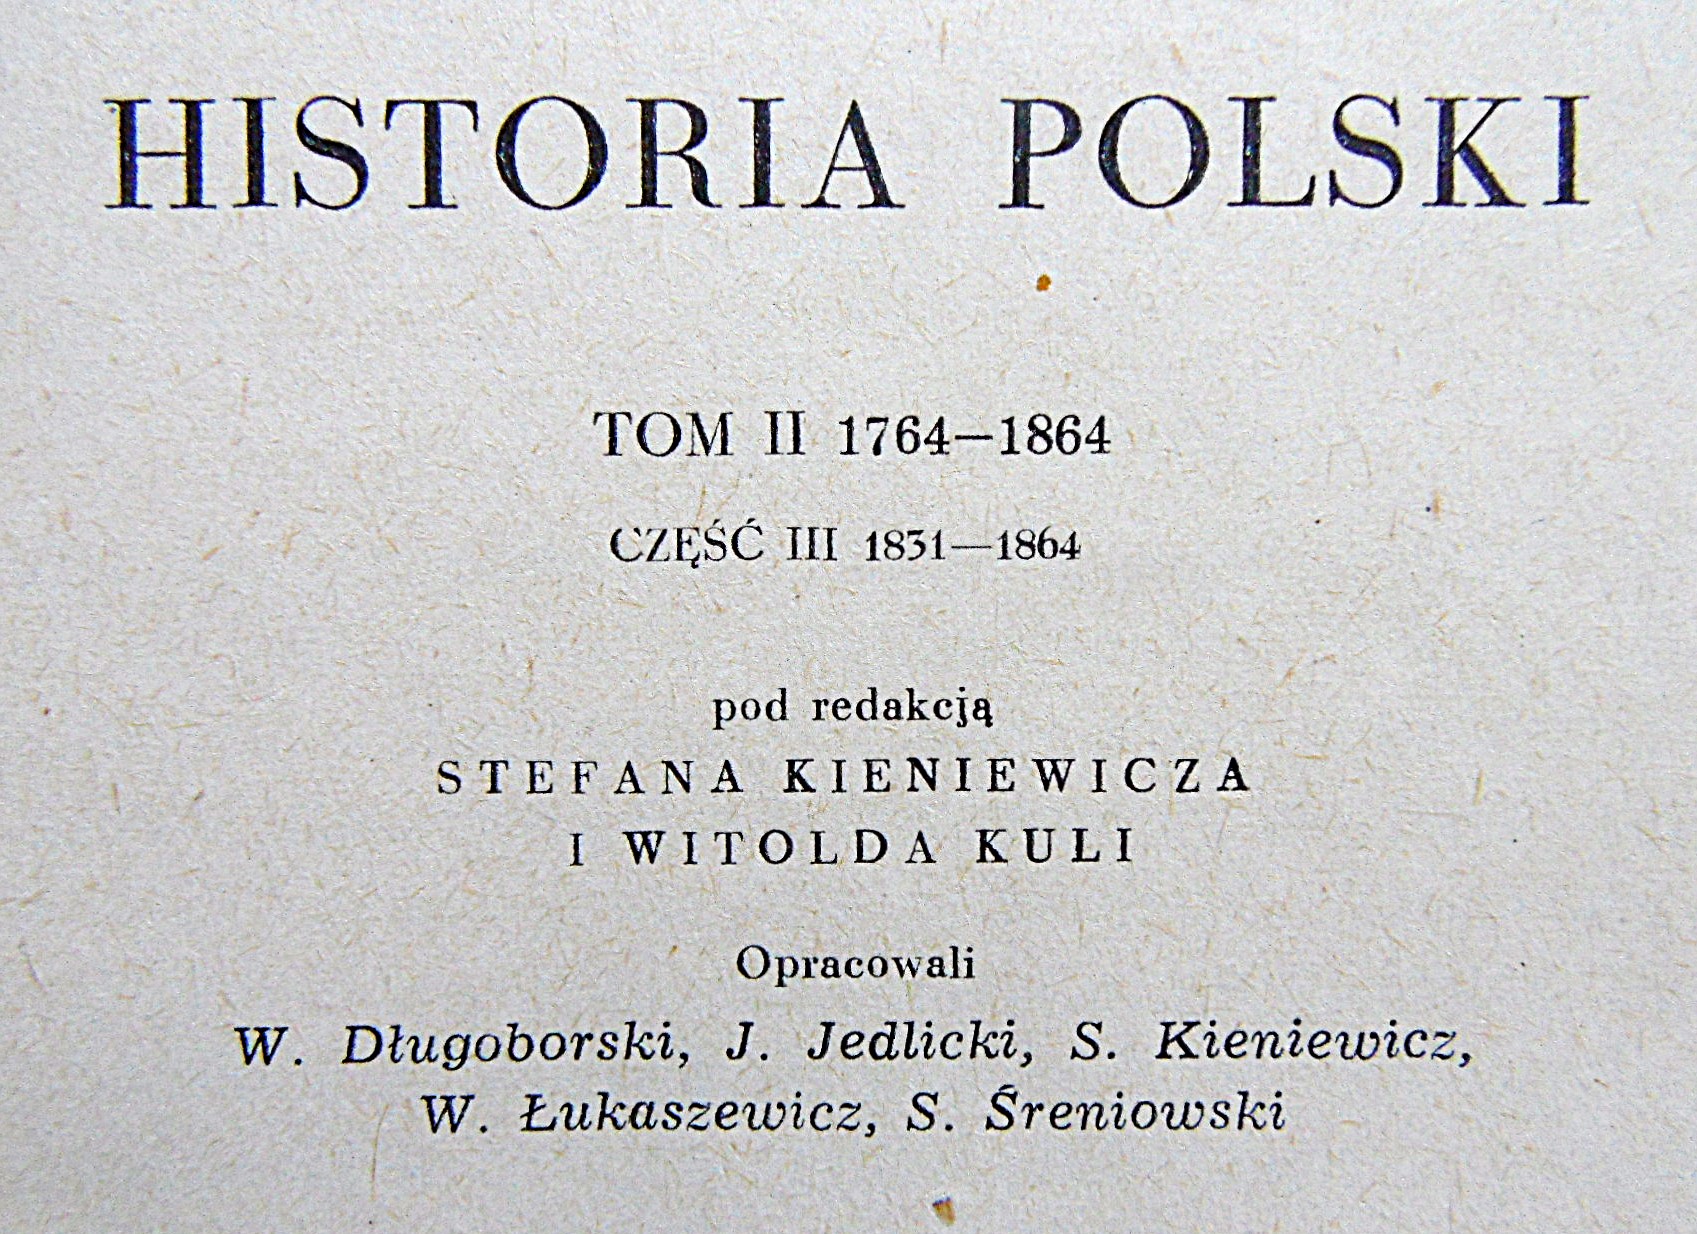 HISTORIA POLSKI
TOM II 1764—1864
CZĘŚĆ III 1831—1864
pod redakcją
STEFANA KIENIEWICZA
I WITOLDA KULI
Opracowali
W. Długoborski, J. Jedlicki, S. Kieniewicz,
W. Łukaszewicz, S. Śreniowski